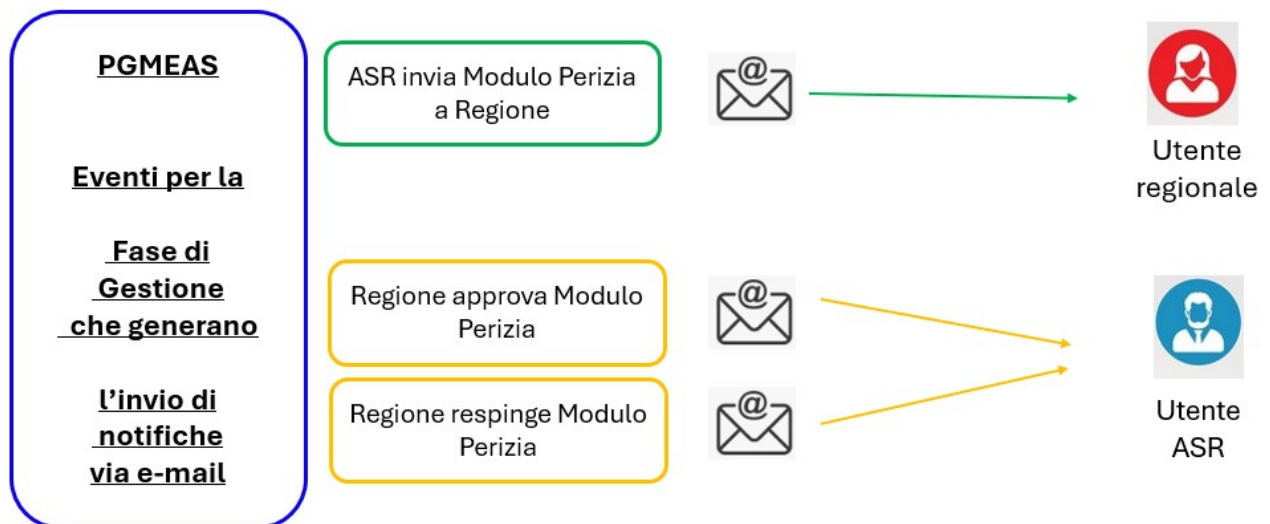 PGMEAS
Eventi per la
Fase di
Gestione
che generano
l’invio di
notifiche
via e-mail
ASR invia Modulo Perizia
a Regione
@
Utente
regionale
Regione approva Modulo
Perizia
@
Regione respinge Modulo
Perizia
@
Utente
ASR